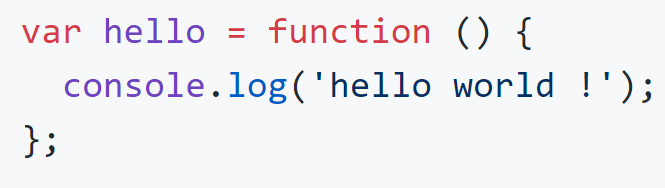 var hello = function () {
  console.log('hello world !');
};